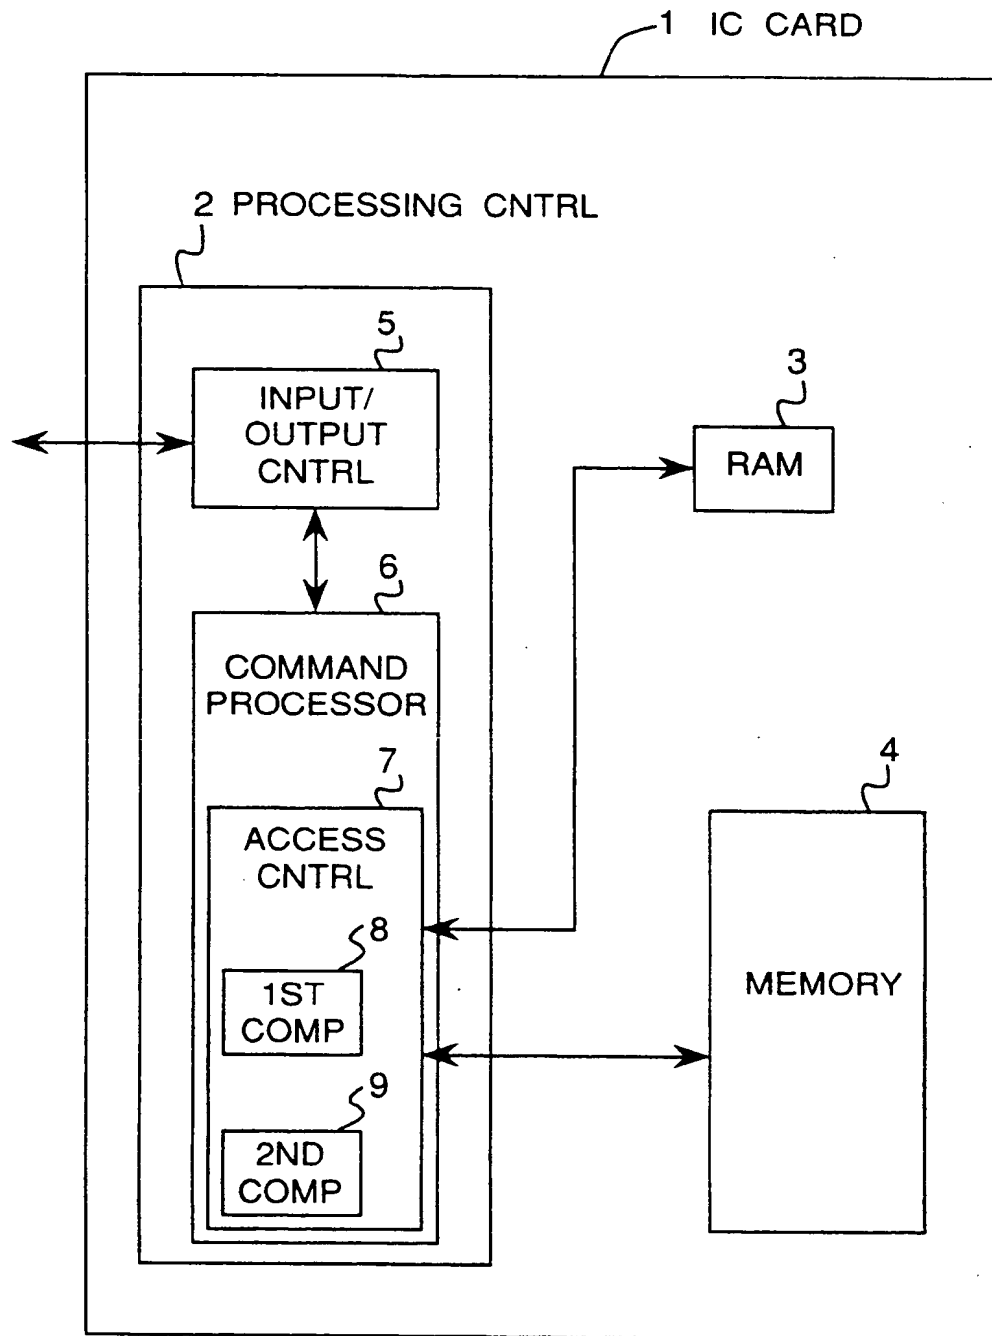 1 IC CARD
2 PROCESSING CNTRL
5
INPUT/
OUTPUT
CNTRL
3
RAM
6
COMMAND
PROCESSOR
7
ACCESS
CNTRL
4
MEMORY
8
1ST
COMP
9
2ND
COMP